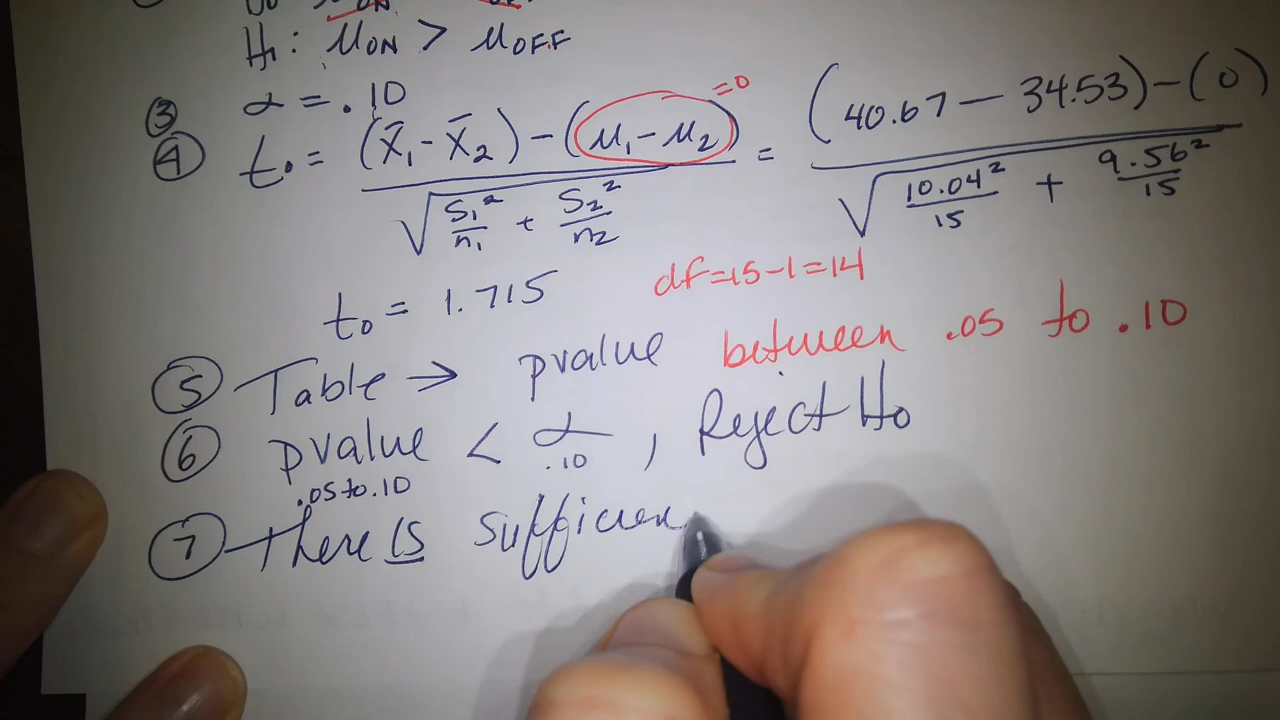 H₁: μON > μOFF
③ α = .10
④ t₀ = (x̄₁ - x̄₂) - (μ₁ - μ₂) =0 / √(S₁²/n₁ + S₂²/n₂) = (40.67 - 34.53) - (0) / √(10.04²/15 + 9.56²/15)
t₀ = 1.715 df=15-1=14
⑤ Table → pvalue between .05 to .10
⑥ pvalue < α, Reject H₀
.05 to .10 .10
⑦ There IS sufficien